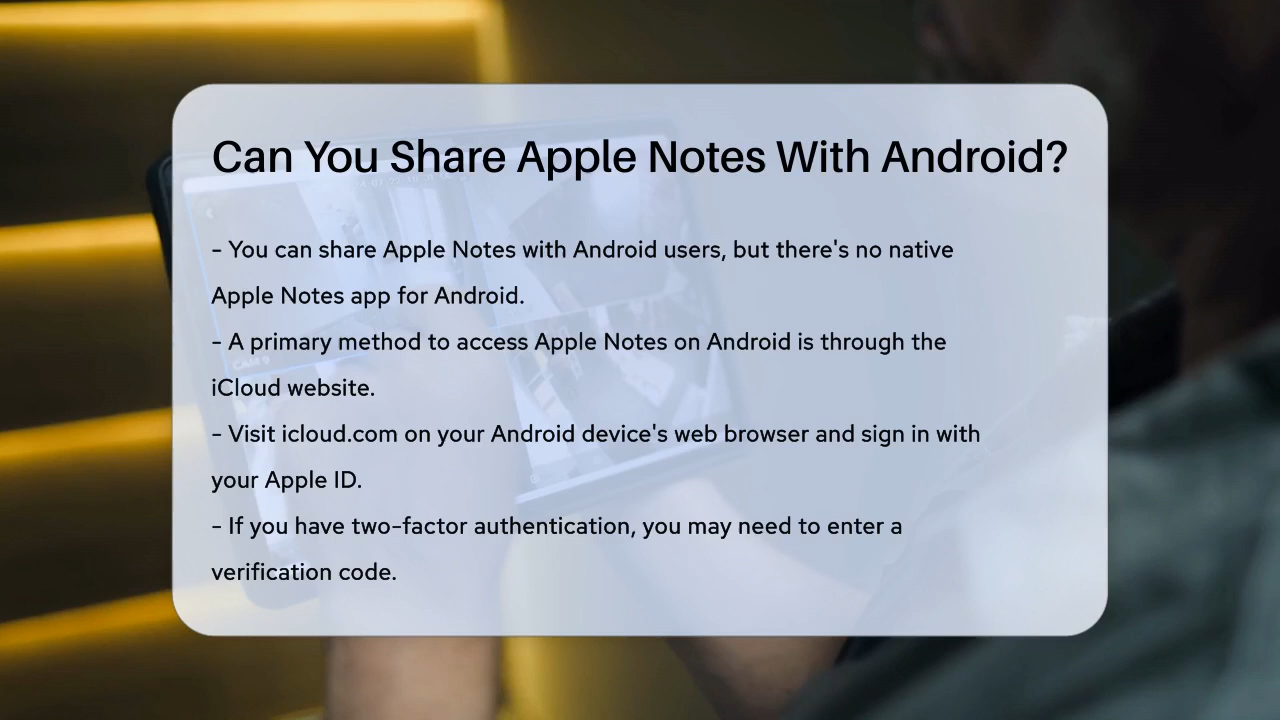 Can You Share Apple Notes With Android?
- You can share Apple Notes with Android users, but there's no native
Apple Notes app for Android.
- A primary method to access Apple Notes on Android is through the
iCloud website.
- Visit icloud.com on your Android device's web browser and sign in with
your Apple ID.
- If you have two-factor authentication, you may need to enter a
verification code.